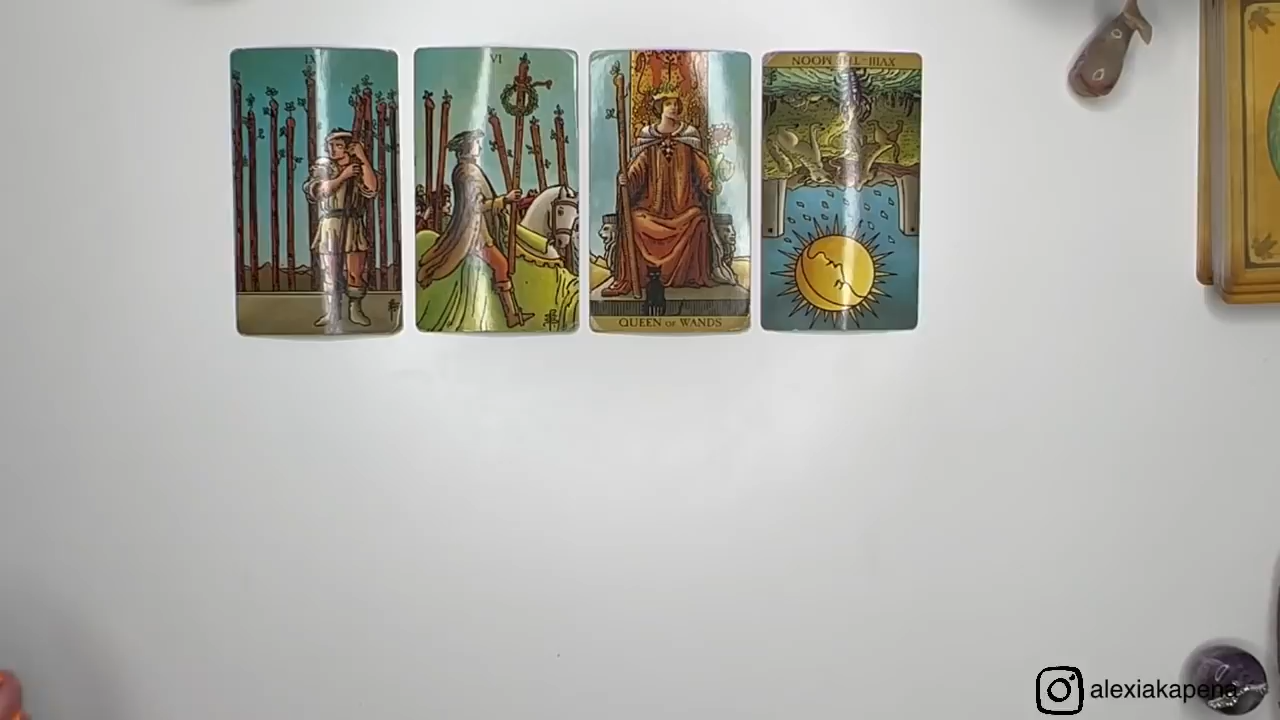 IX
VI
QUEEN OF WANDS
XVIII-THE MOON
alexiakapena